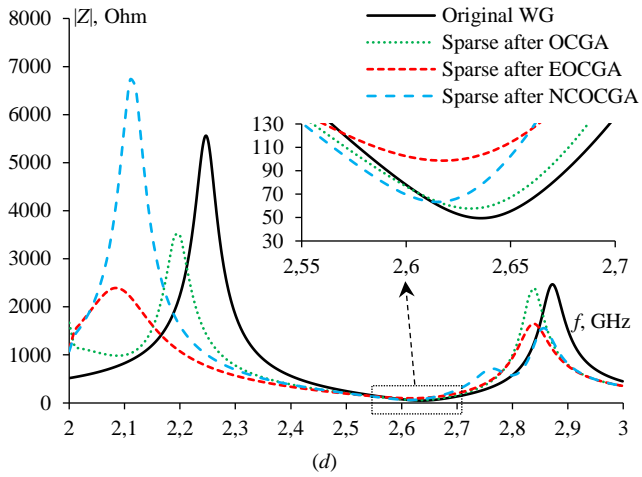 |Z|, Ohm
Original WG
Sparse after OCGA
Sparse after EOCGA
Sparse after NCOCGA
8000
7000
6000
5000
4000
3000
2000
1000
0
130
110
90
70
50
30
2,55 2,6 2,65 2,7
f, GHz
2 2,1 2,2 2,3 2,4 2,5 2,6 2,7 2,8 2,9 3
(d)